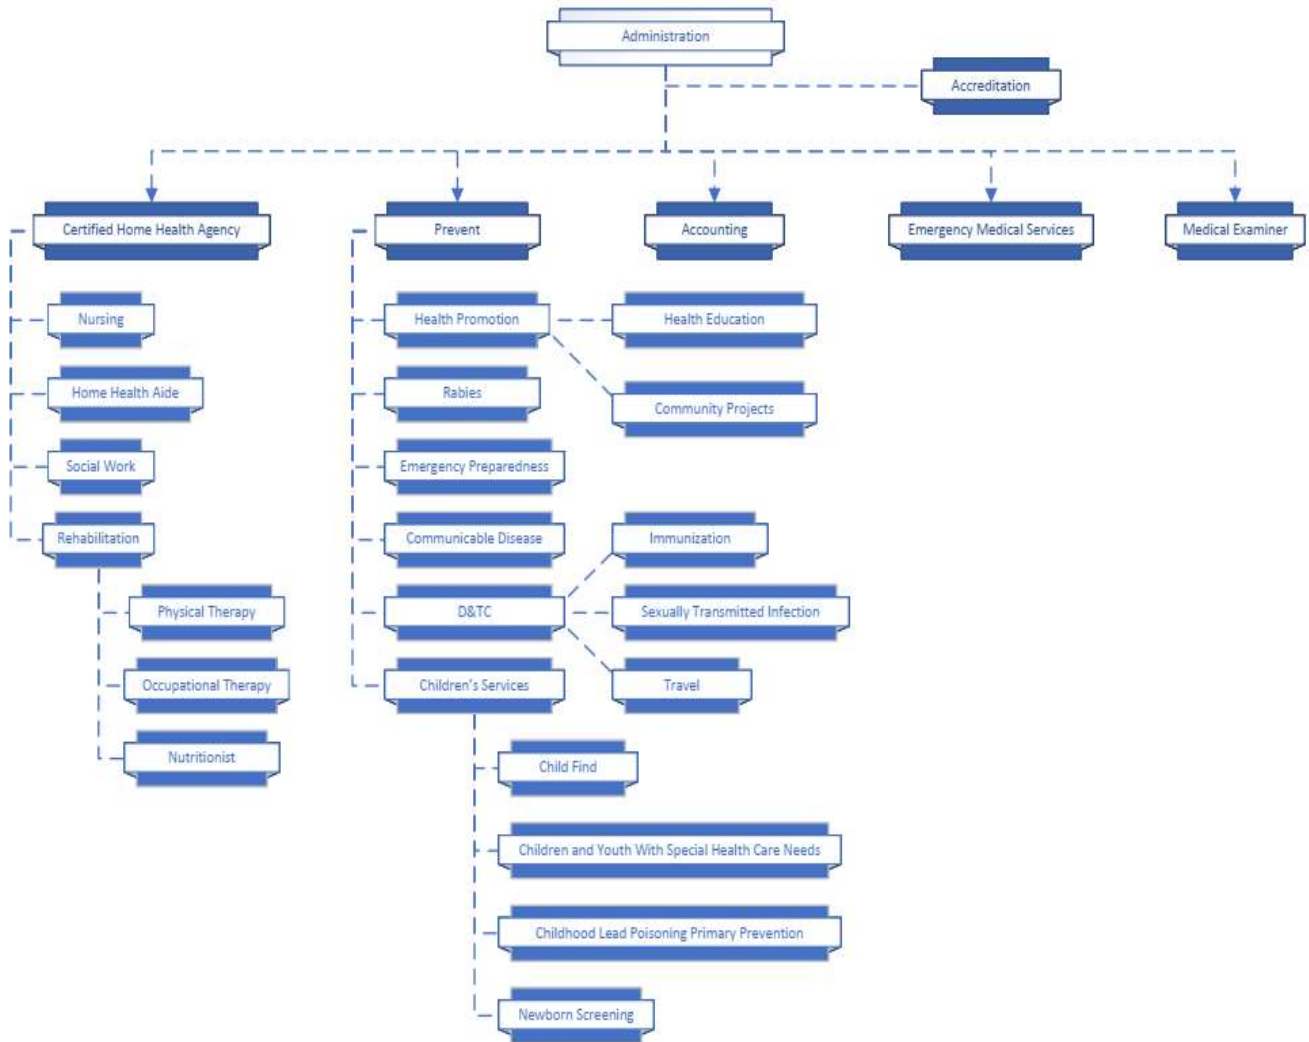 Administration
Accreditation
Certified Home Health Agency
Prevent
Accounting
Emergency Medical Services
Medical Examiner
Nursing
Health Promotion
Health Education
Home Health Aide
Rabies
Community Projects
Social Work
Emergency Preparedness
Rehabilitation
Communicable Disease
Immunization
Physical Therapy
D&TC
Sexually Transmitted Infection
Occupational Therapy
Children's Services
Travel
Nutritionist
Child Find
Children and Youth With Special Health Care Needs
Childhood Lead Poisoning Primary Prevention
Newborn Screening